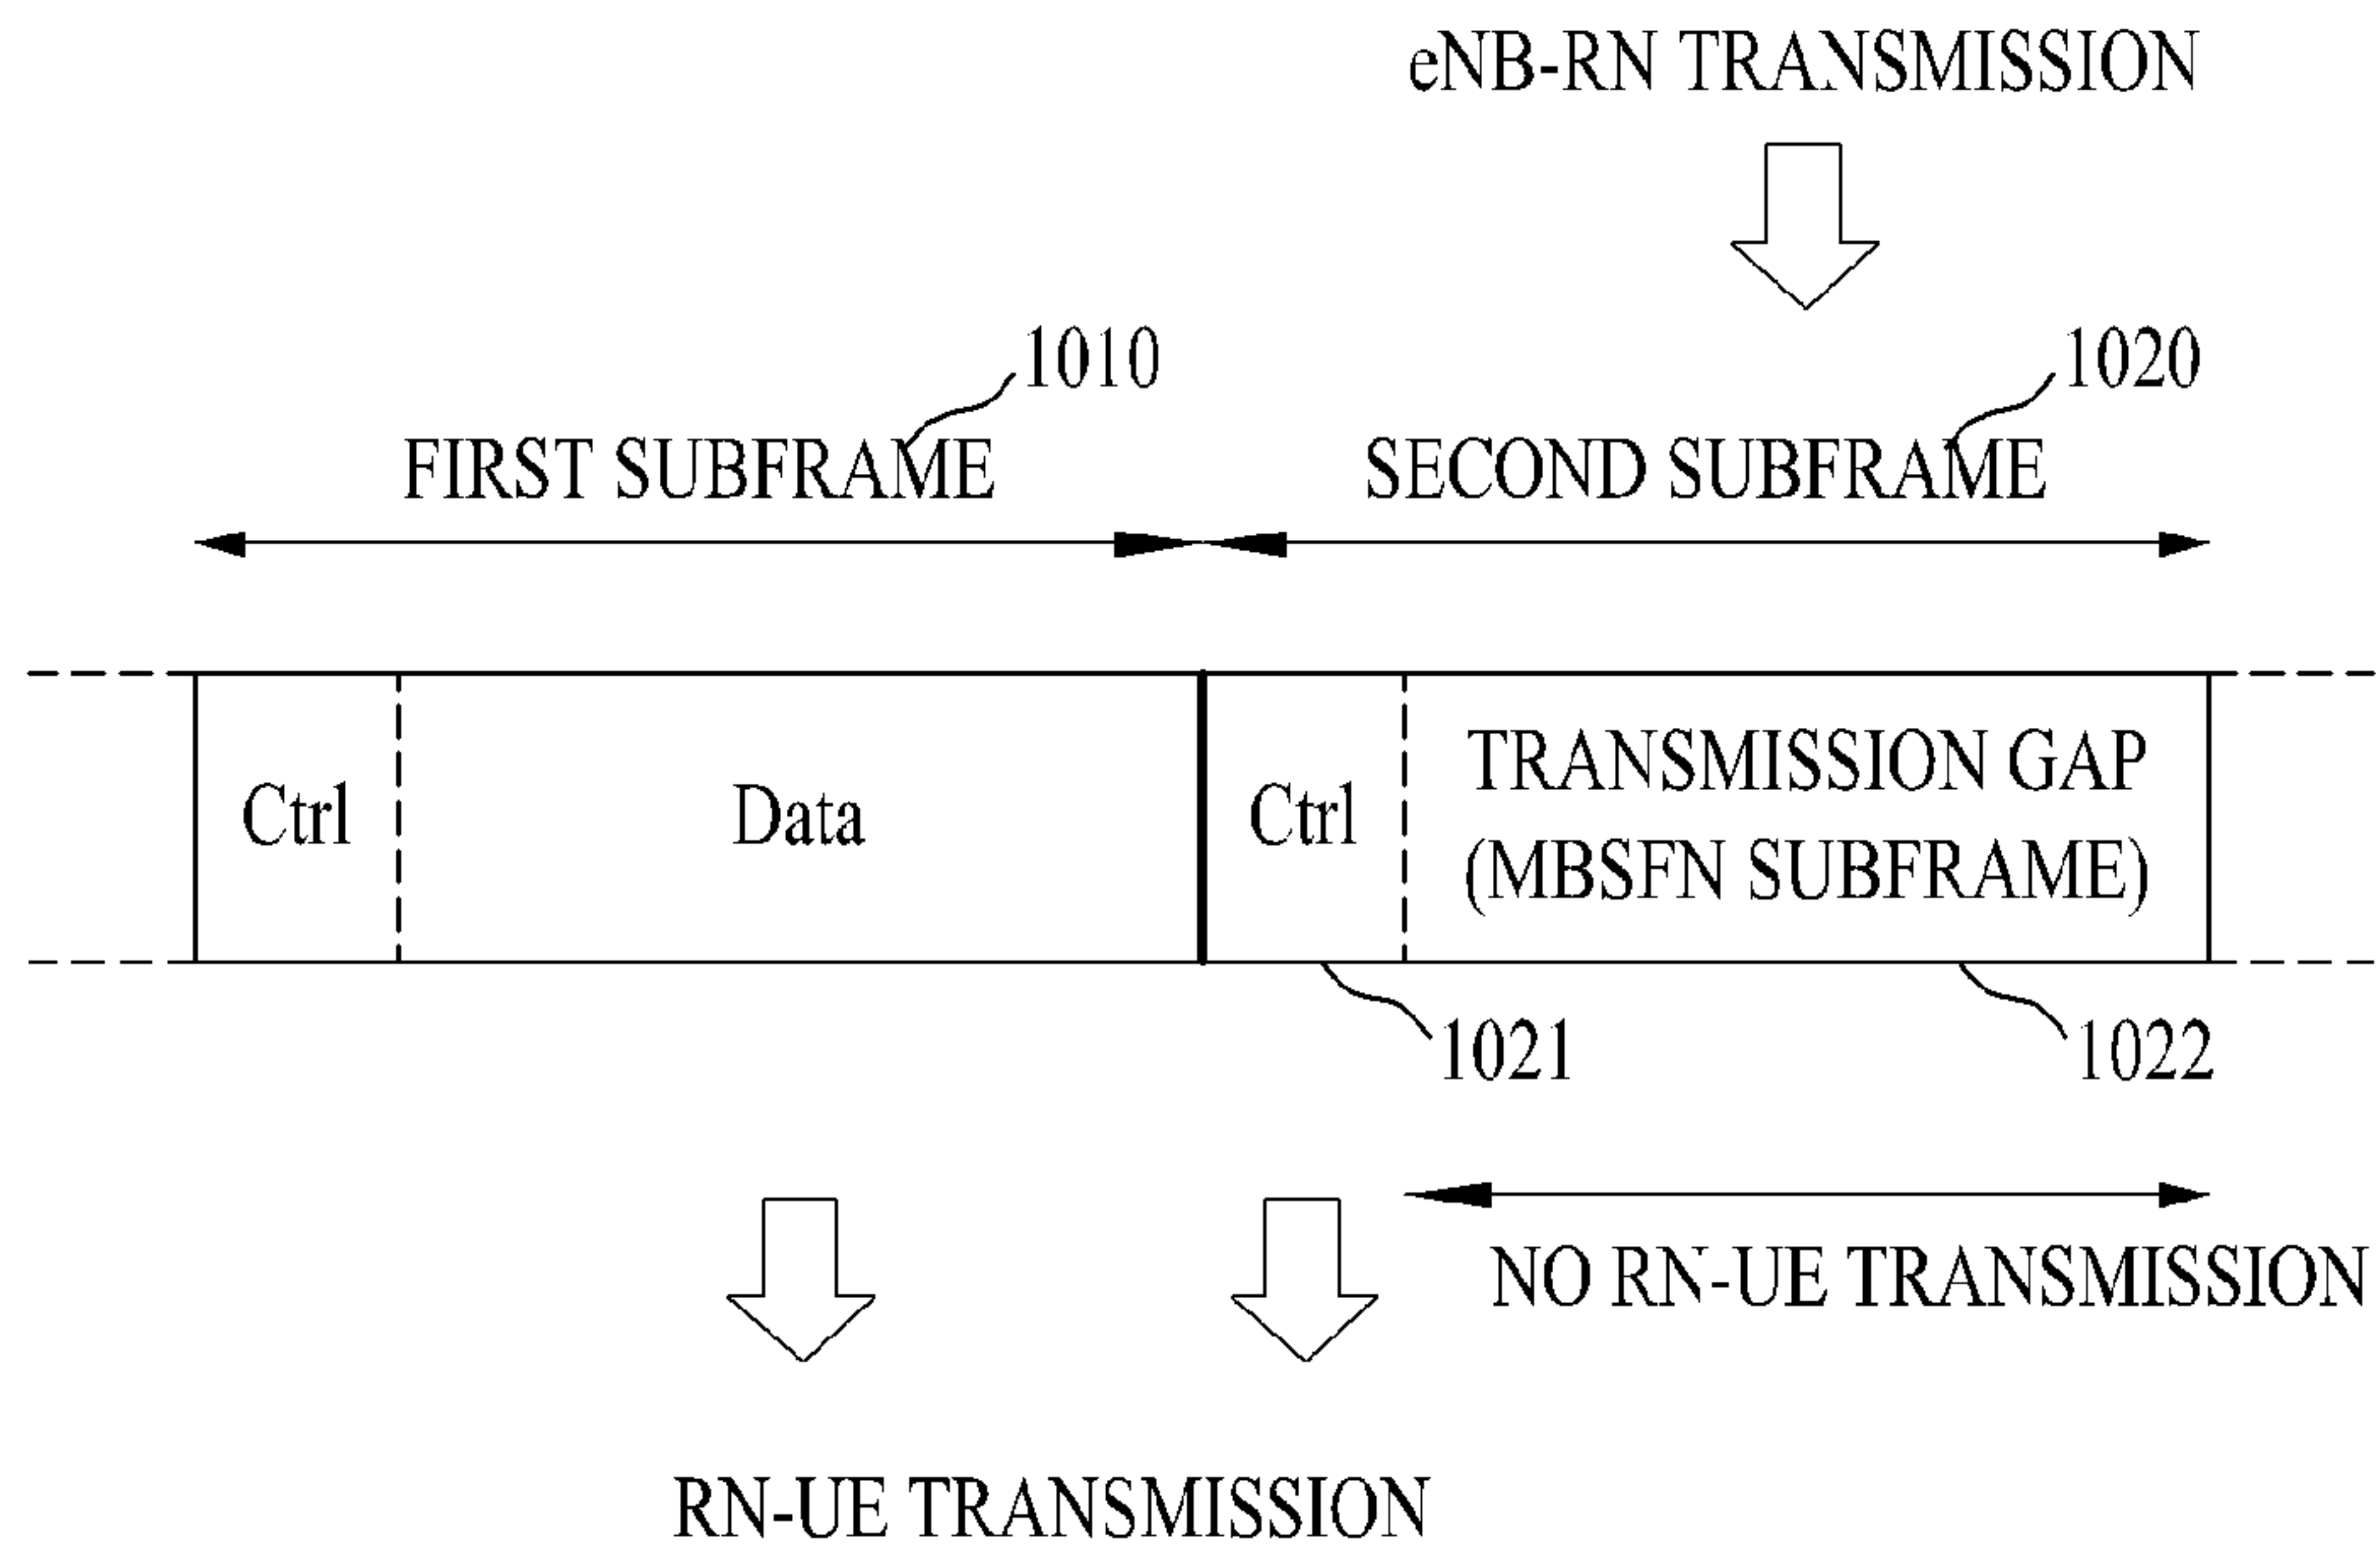 eNB-RN TRANSMISSION
1010
1020
FIRST SUBFRAME
SECOND SUBFRAME
Ctrl
Data
Ctrl
TRANSMISSION GAP
(MBSFN SUBFRAME)
1021
1022
NO RN-UE TRANSMISSION
RN-UE TRANSMISSION